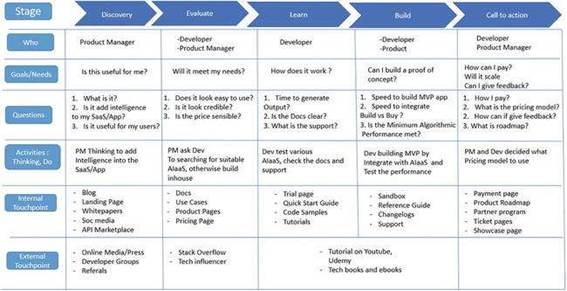 Stage
Discovery
Evaluate
Learn
Build
Call to action
Who
Product Manager
-Developer
-Product Manager
Developer
-Developer
-Product
Developer
Product Manager
Goals/Needs
Is this useful for me?
Will it meet my needs?
How does it work ?
Can I build a proof of
concept?
How can I pay?
Will it scale
Can I give feedback?
Questions
1. What is it?
2. Is it add intelligence
to my SaaS/App?
3. Is it useful for my users?
1. Does it look easy to use?
2. Is it look credible?
3. Is the price sensible?
1. Time to generate
Output?
2. Is the Docs clear?
3. What is the support?
1. Speed to build MVP app
2. Speed to integrate
Build vs Buy ?
3. Is the Minimum Algorithmic
Performance met?
1. How I pay?
2. What is the pricing model?
3. How can if give feedback?
4. What is roadmap?
Activities :
Thinking, Do
PM Thinking to add
Intelligence into the
SaaS/App
PM ask Dev
To searching for suitable
AIaaS, otherwise build
inhouse
Dev test various
AIaaS, check the docs and
support
Dev building MVP by
Integrate with AIaaS and
Test the performance
PM and Dev decided what
Pricing model to use
Internal
Touchpoint
- Blog
- Landing Page
- Whitepapers
- Soc media
- API Marketplace
- Docs
- Use Cases
- Product Pages
- Pricing Page
- Trial page
- Quick Start Guide
- Code Samples
- Tutorials
- Sandbox
- Reference Guide
- Changelogs
- Support
- Payment page
- Product Roadmap
- Partner program
- Ticket pages
- Showcase page
External
Touchpoint
- Online Media/Press
- Developer Groups
- Referals
- Stack Overflow
- Tech influencer
- Tutorial on Youtube,
Udemy
- Tech books and ebooks